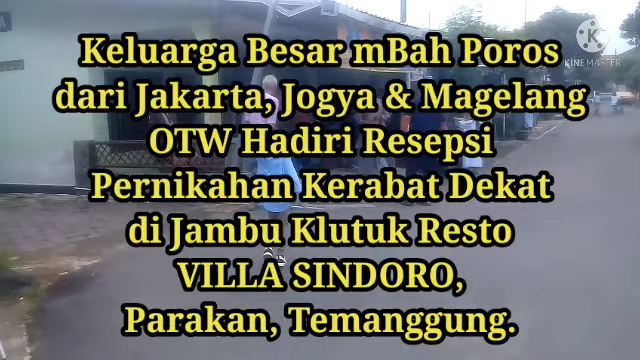 Keluarga Besar mBah Poros
dari Jakarta, Jogya & Magelang
OTW Hadiri Resepsi
Pernikahan Kerabat Dekat
di Jambu Klutuk Resto
VILLA SINDORO,
Parakan, Temanggung.
KINEMASTER